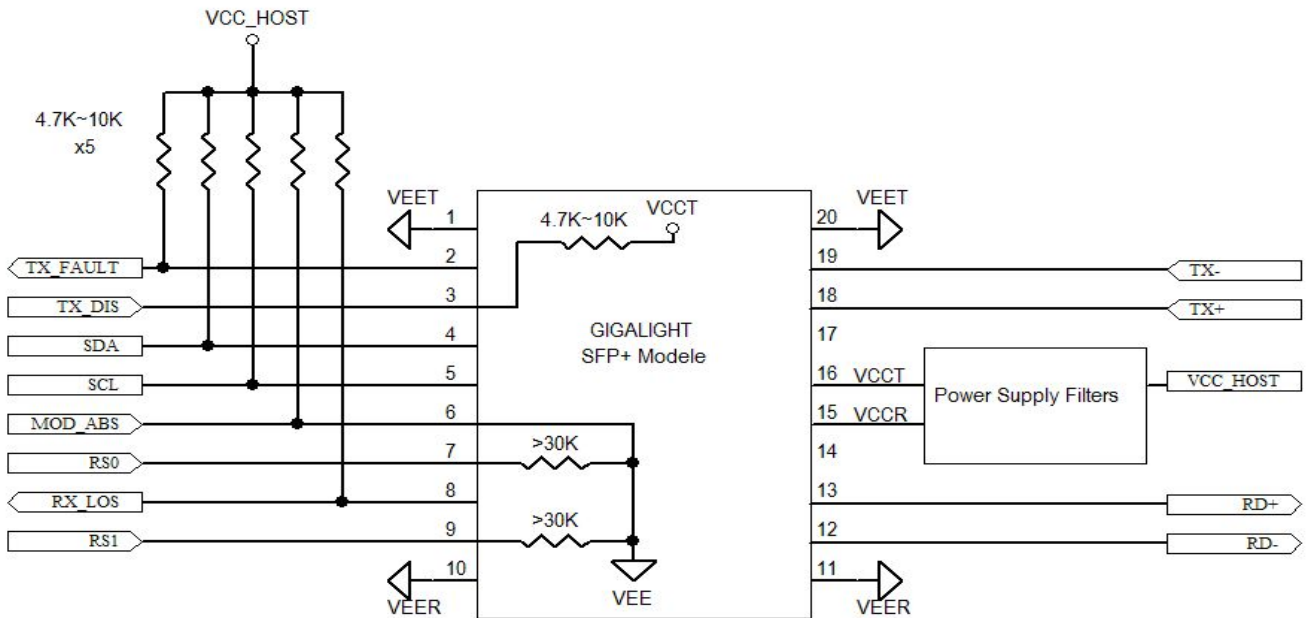 VCC_HOST
4.7K~10K
x5
VEET
1
4.7K~10K
VCCT
20
VEET
TX_FAULT
2
19
TX-
TX_DIS
3
18
TX+
SDA
4
GIGALIGHT
SFP+ Modele
17
SCL
5
16
VCCT
Power Supply Filters
VCC_HOST
MOD_ABS
6
15
VCCR
RS0
7
>30K
14
RX_LOS
8
13
RD+
RS1
9
>30K
12
RD-
10
VEER
VEE
11
VEER